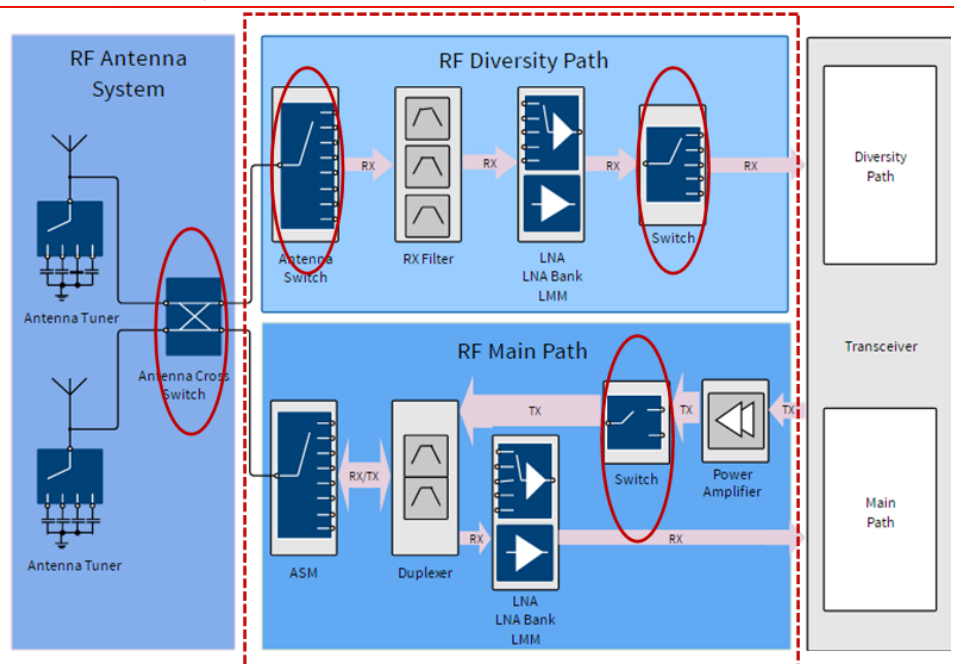 RF Antenna
System
Antenna Tuner
Antenna Cross
Switch
Antenna Tuner
RF Diversity Path
RX
RX
RX
RX
Antenna
Switch
RX Filter
LNA
LNA Bank
LMM
Switch
RF Main Path
TX
TX
TX
RX/TX
Switch
Power
Amplifier
RX
RX
ASM
Duplexer
LNA
LNA Bank
LMM
Diversity
Path
Transceiver
Main
Path